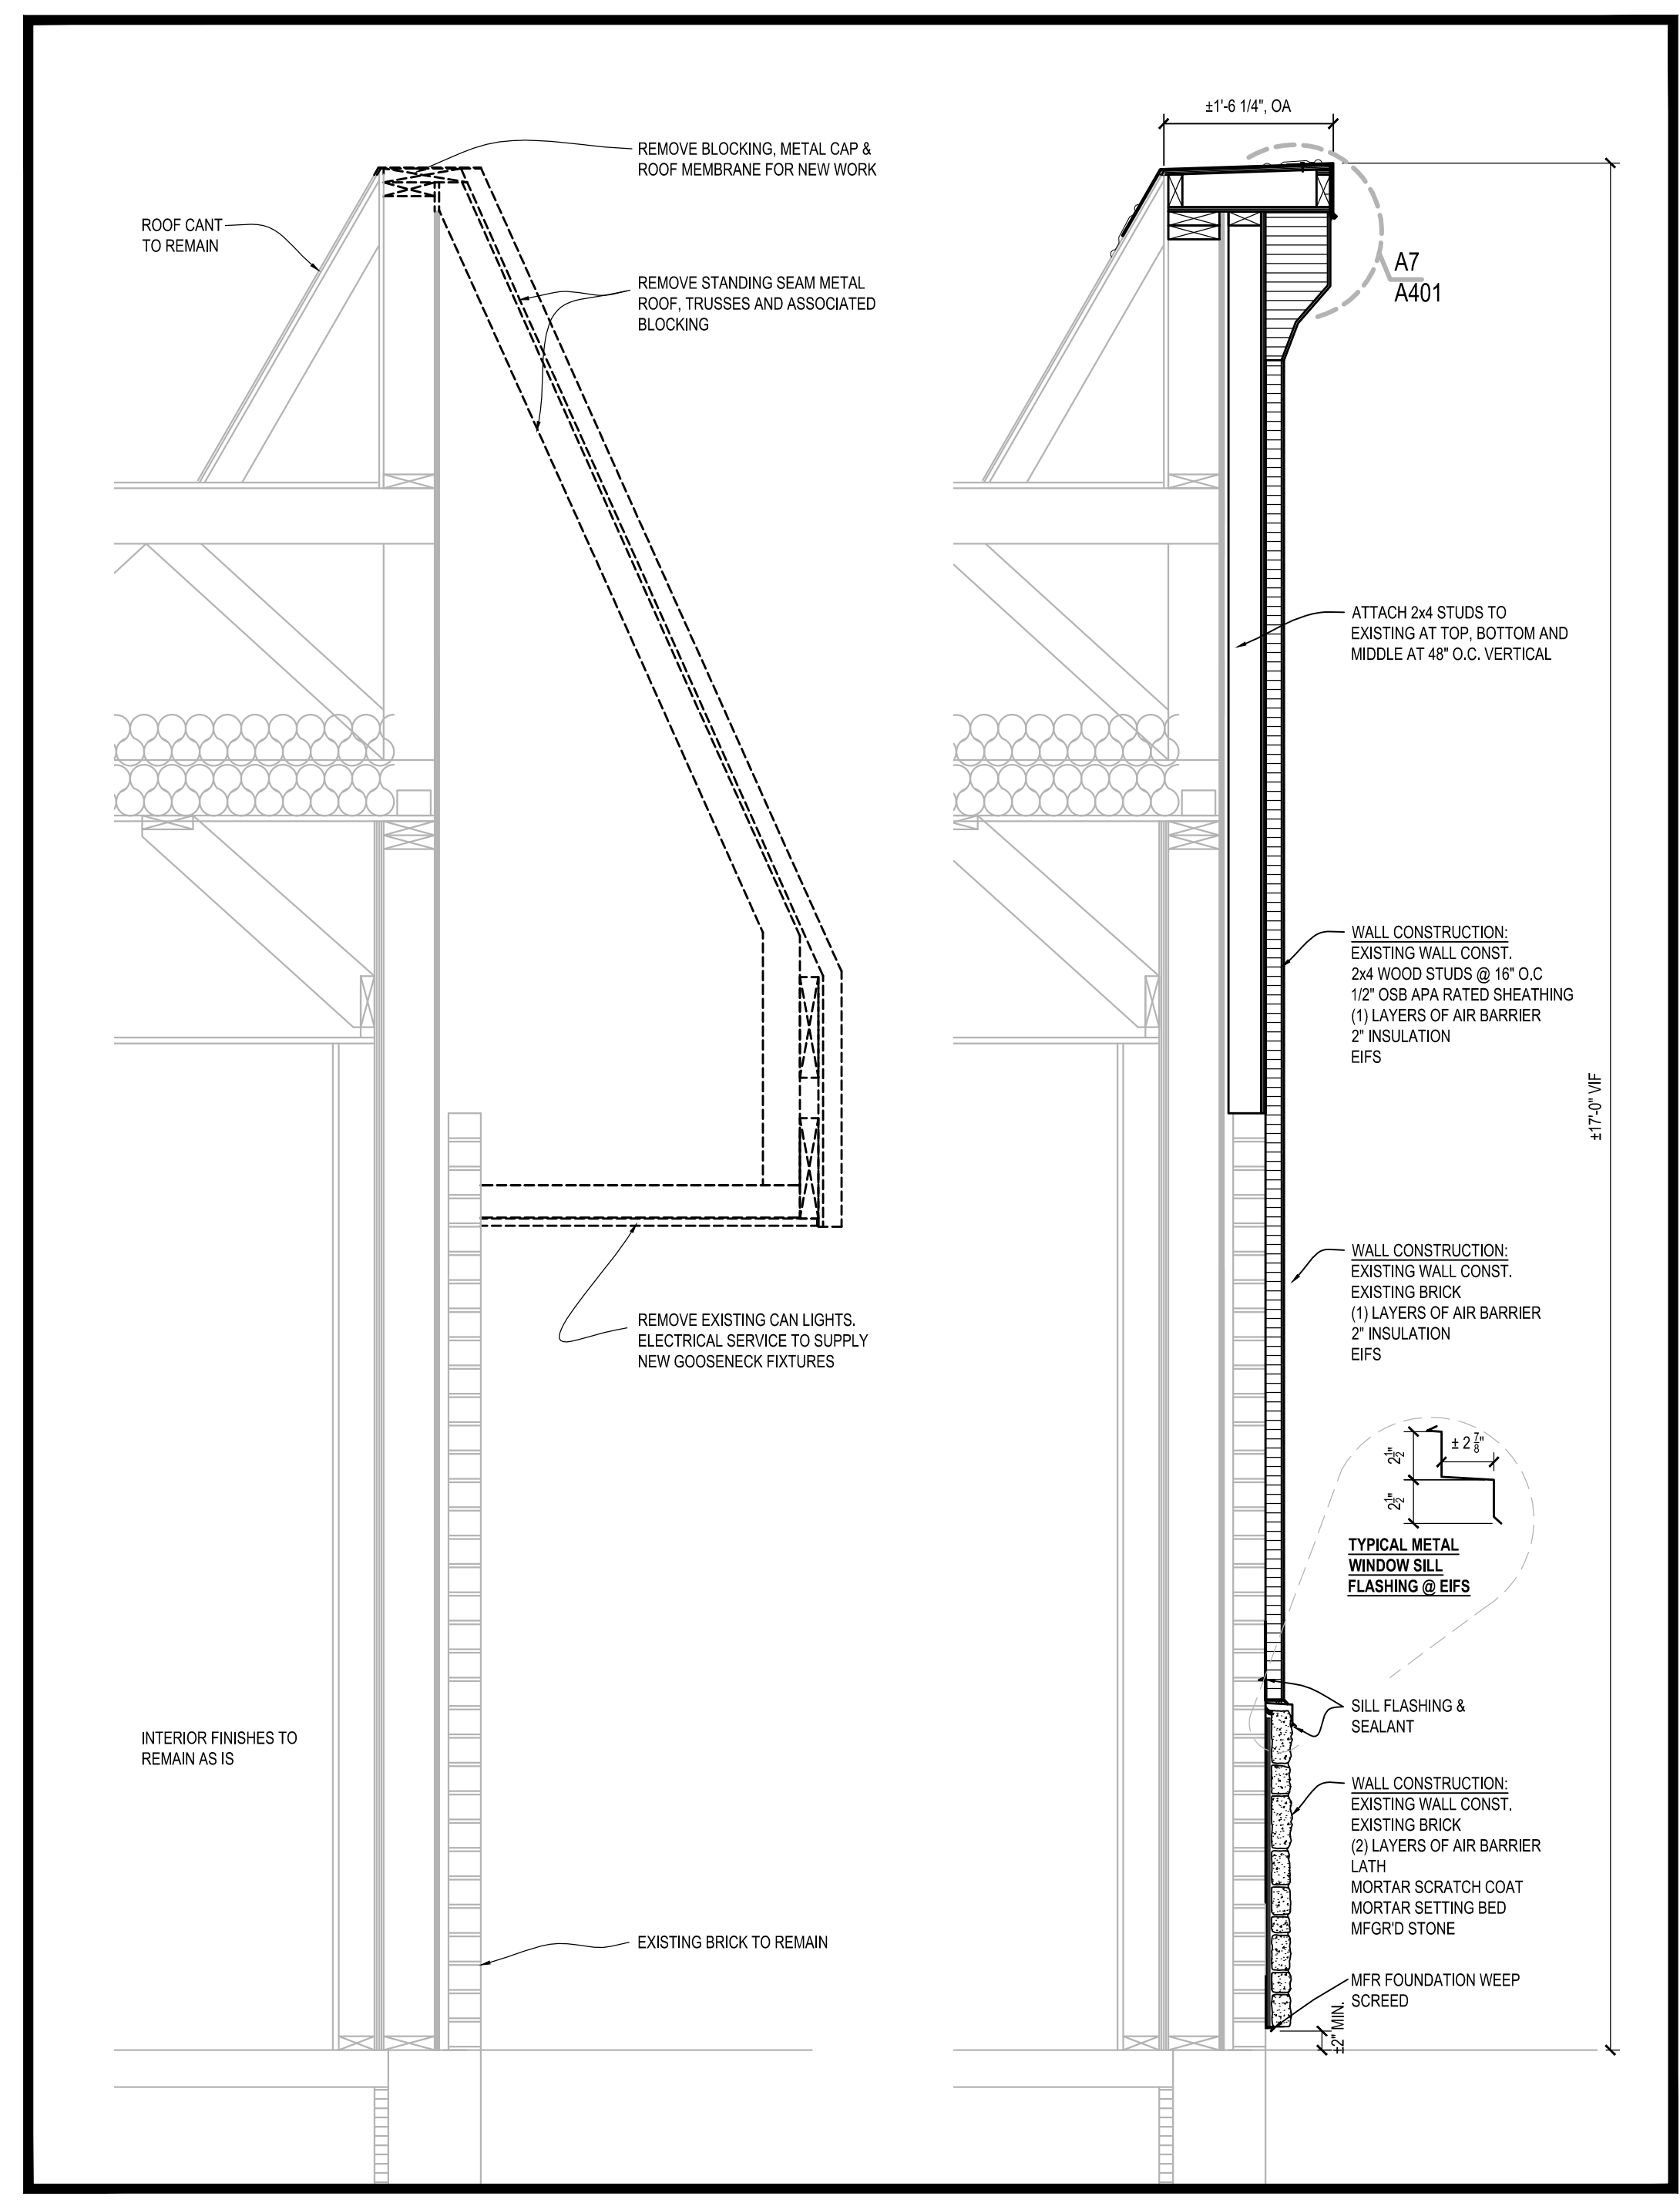 REMOVE BLOCKING, METAL CAP &
ROOF MEMBRANE FOR NEW WORK
ROOF CANT
TO REMAIN
REMOVE STANDING SEAM METAL
ROOF, TRUSSES AND ASSOCIATED
BLOCKING
REMOVE EXISTING CAN LIGHTS.
ELECTRICAL SERVICE TO SUPPLY
NEW GOOSENECK FIXTURES
INTERIOR FINISHES TO
REMAIN AS IS
EXISTING BRICK TO REMAIN
±1'-6 1/4", OA
A7
A401
ATTACH 2x4 STUDS TO
EXISTING AT TOP, BOTTOM AND
MIDDLE AT 48" O.C. VERTICAL
WALL CONSTRUCTION:
EXISTING WALL CONST.
2x4 WOOD STUDS @ 16" O.C
1/2" OSB APA RATED SHEATHING
(1) LAYERS OF AIR BARRIER
2" INSULATION
EIFS
±17'-0" VIF
WALL CONSTRUCTION:
EXISTING WALL CONST.
EXISTING BRICK
(1) LAYERS OF AIR BARRIER
2" INSULATION
EIFS
2 1/2"
± 2 7/8"
2 1/2"
TYPICAL METAL
WINDOW SILL
FLASHING @ EIFS
SILL FLASHING &
SEALANT
WALL CONSTRUCTION:
EXISTING WALL CONST.
EXISTING BRICK
(2) LAYERS OF AIR BARRIER
LATH
MORTAR SCRATCH COAT
MORTAR SETTING BED
MFGR'D STONE
MFR FOUNDATION WEEP
SCREED
±2" MIN.